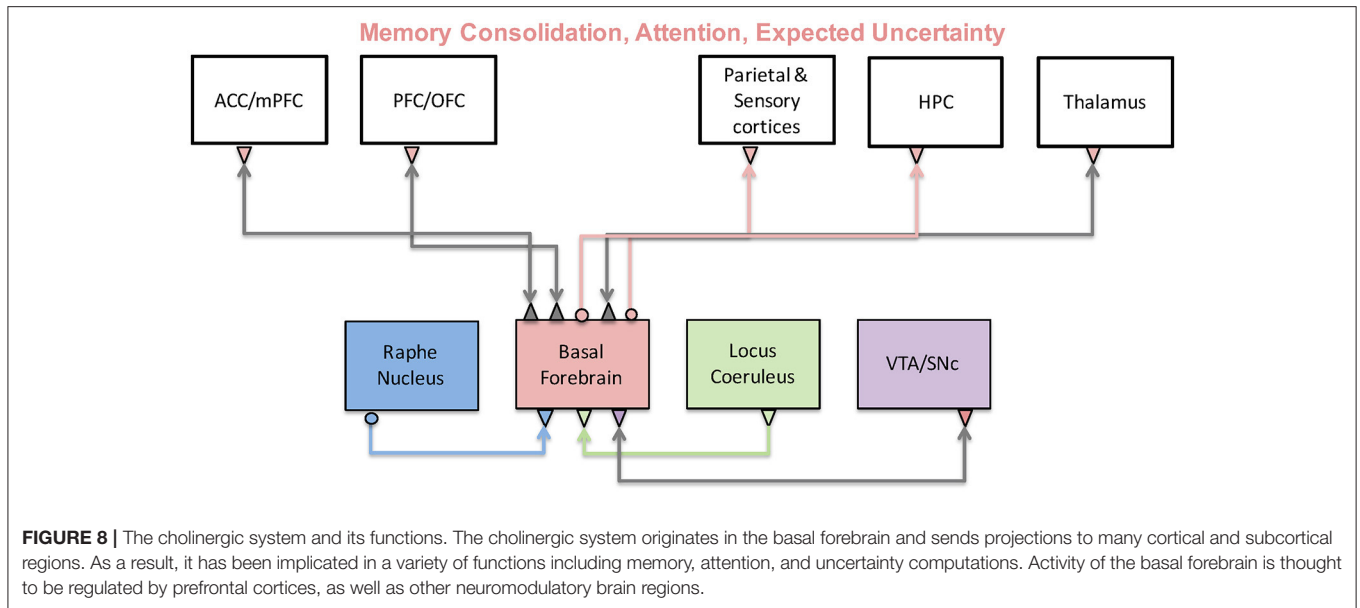 Memory Consolidation, Attention, Expected Uncertainty
ACC/mPFC
PFC/OFC
Parietal &
Sensory
cortices
HPC
Thalamus
Raphe
Nucleus
Basal
Forebrain
Locus
Coeruleus
VTA/SNc
FIGURE 8 | The cholinergic system and its functions. The cholinergic system originates in the basal forebrain and sends projections to many cortical and subcortical
regions. As a result, it has been implicated in a variety of functions including memory, attention, and uncertainty computations. Activity of the basal forebrain is thought
to be regulated by prefrontal cortices, as well as other neuromodulatory brain regions.